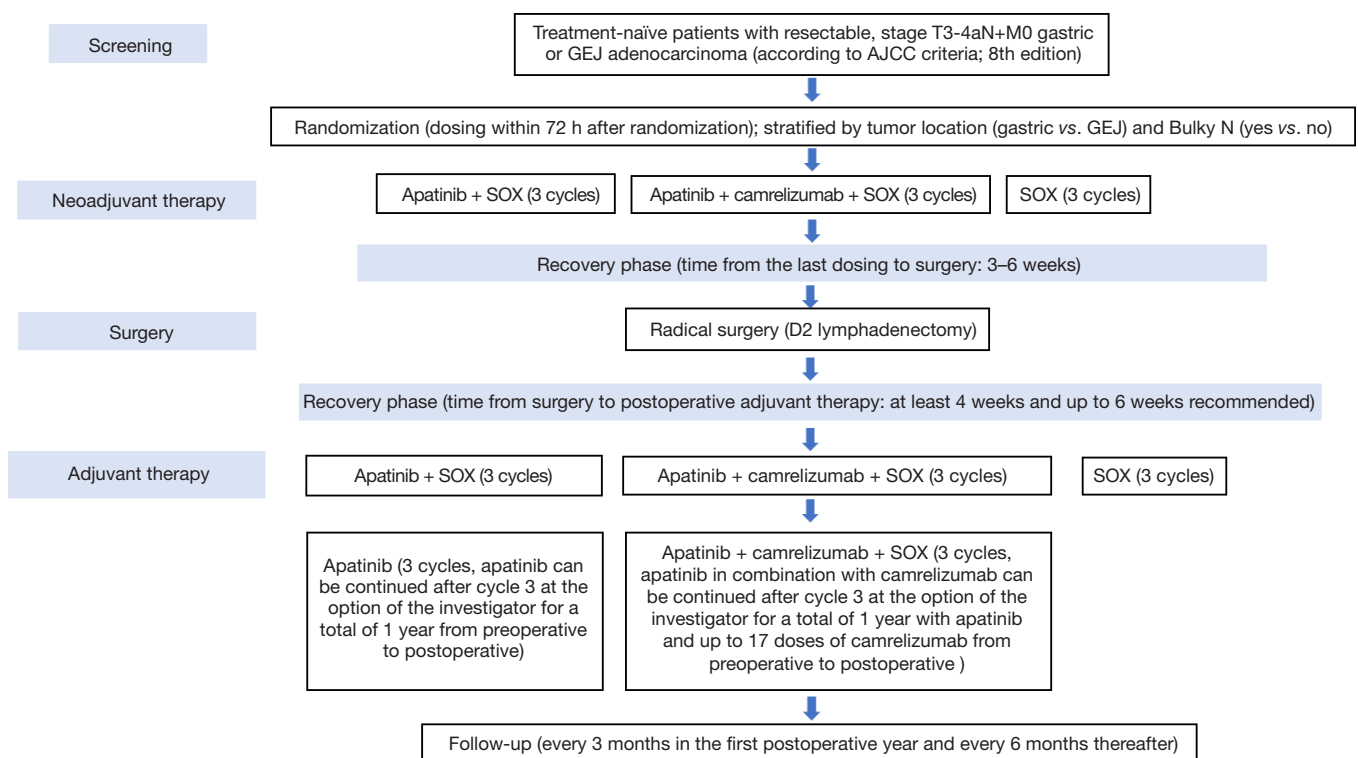 Screening
Treatment-naïve patients with resectable, stage T3-4aN+M0 gastric
or GEJ adenocarcinoma (according to AJCC criteria; 8th edition)
Randomization (dosing within 72 h after randomization); stratified by tumor location (gastric vs. GEJ) and Bulky N (yes vs. no)
Neoadjuvant therapy
Apatinib + SOX (3 cycles)
Apatinib + camrelizumab + SOX (3 cycles)
SOX (3 cycles)
Recovery phase (time from the last dosing to surgery: 3–6 weeks)
Surgery
Radical surgery (D2 lymphadenectomy)
Recovery phase (time from surgery to postoperative adjuvant therapy: at least 4 weeks and up to 6 weeks recommended)
Adjuvant therapy
Apatinib + SOX (3 cycles)
Apatinib + camrelizumab + SOX (3 cycles)
SOX (3 cycles)
Apatinib (3 cycles, apatinib can
be continued after cycle 3 at the
option of the investigator for a
total of 1 year from preoperative
to postoperative)
Apatinib + camrelizumab + SOX (3 cycles,
apatinib in combination with camrelizumab can
be continued after cycle 3 at the option of the
investigator for a total of 1 year with apatinib
and up to 17 doses of camrelizumab from
preoperative to postoperative )
Follow-up (every 3 months in the first postoperative year and every 6 months thereafter)